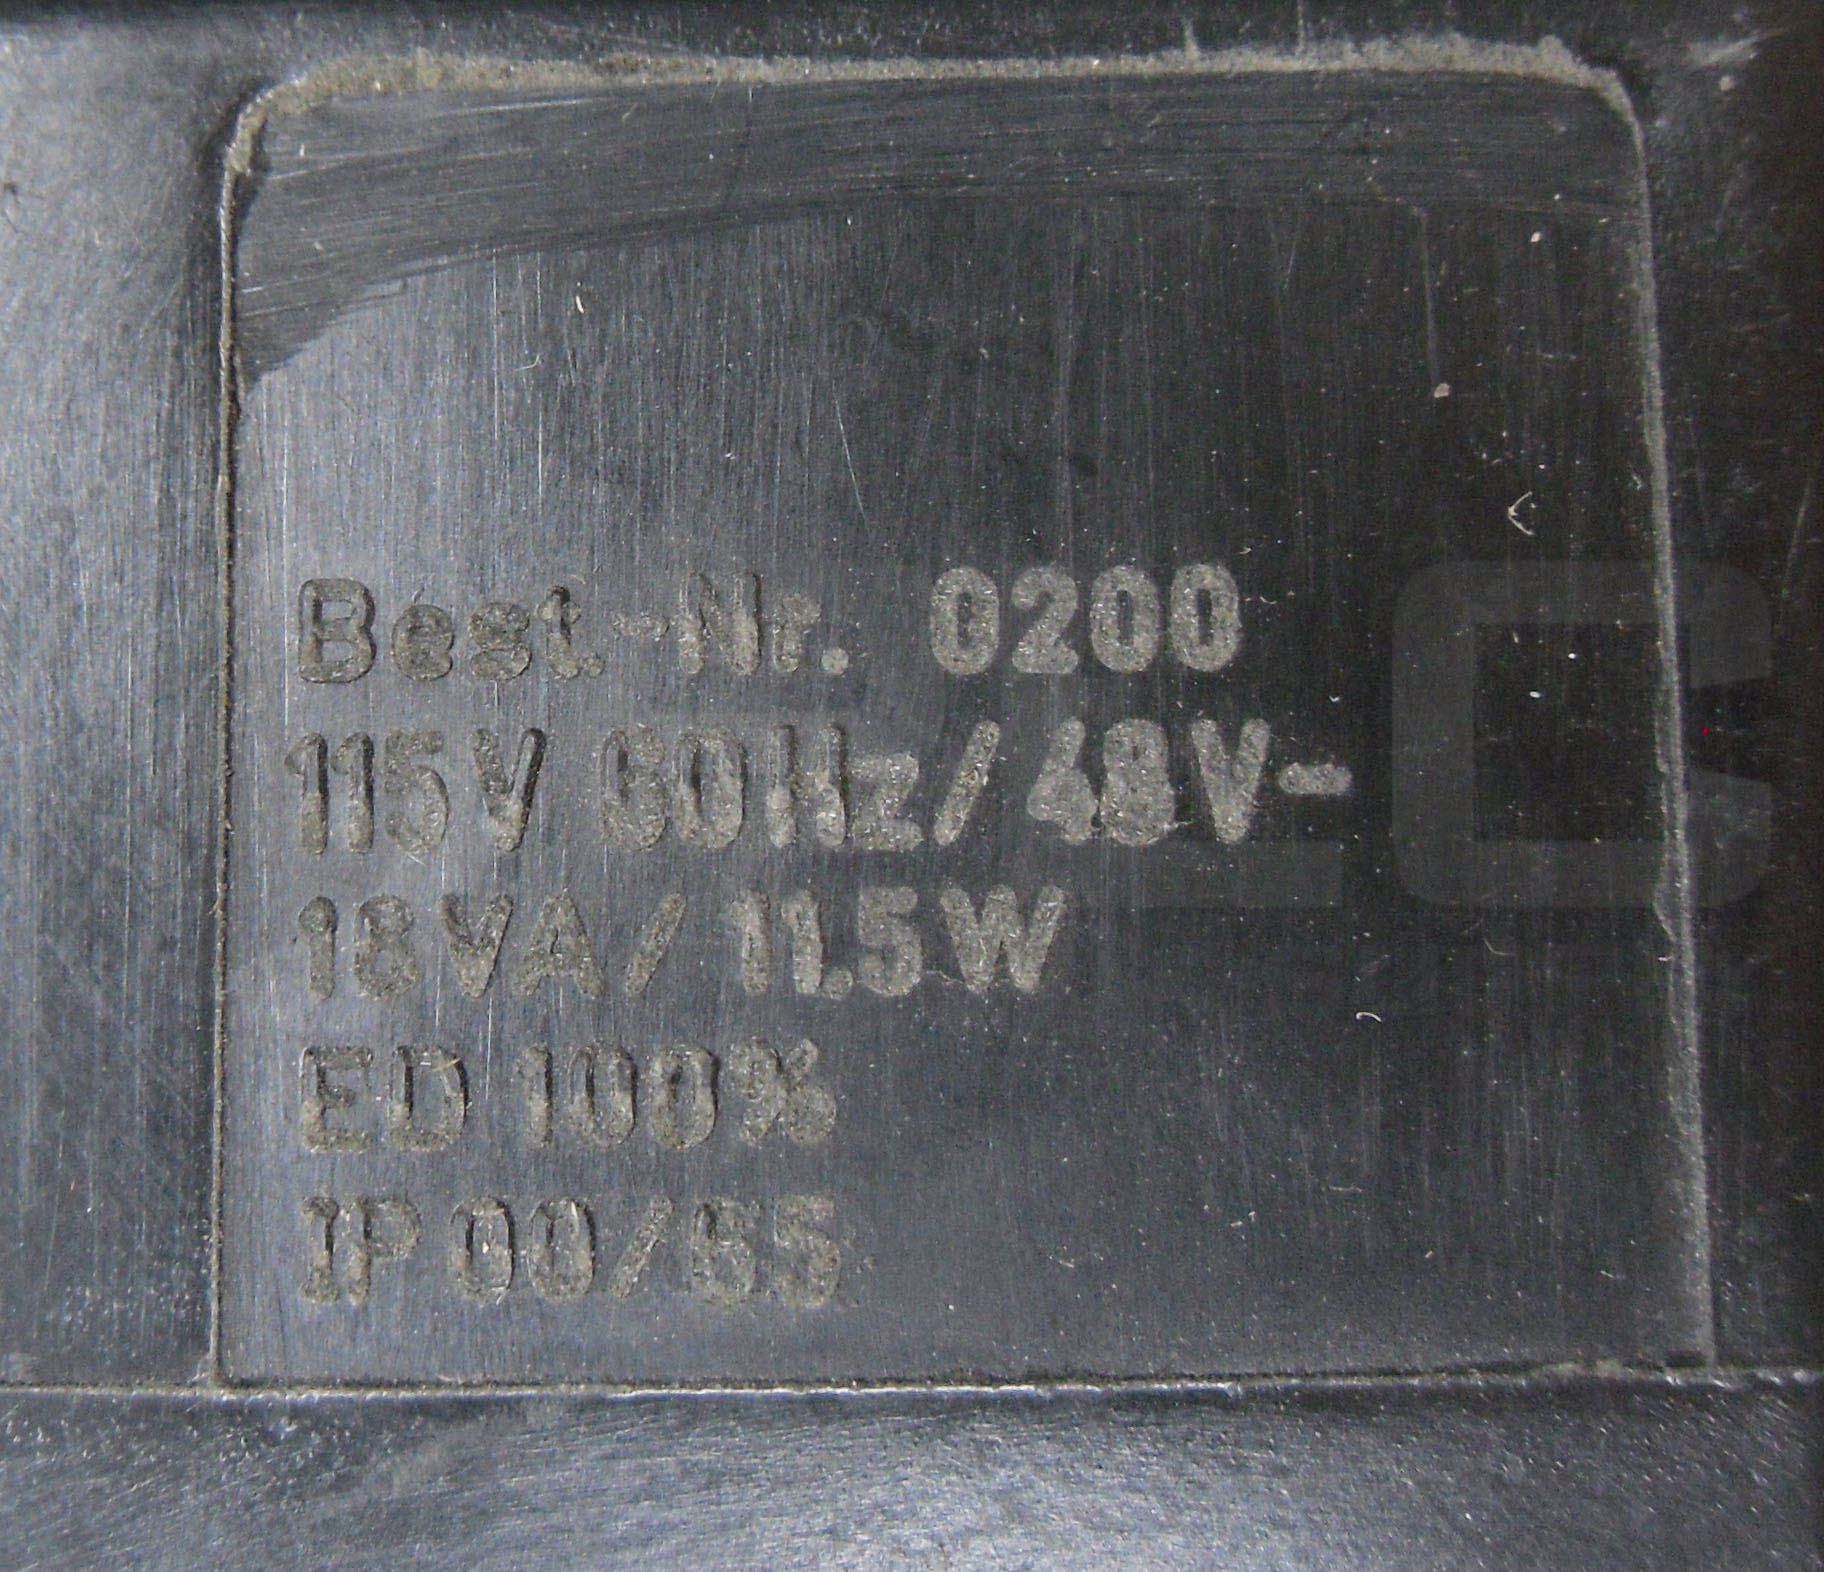 Best.-Nr. 0200
115V 60Hz/48V-
18VA/ 11.5W
ED 100%
IP 00/65